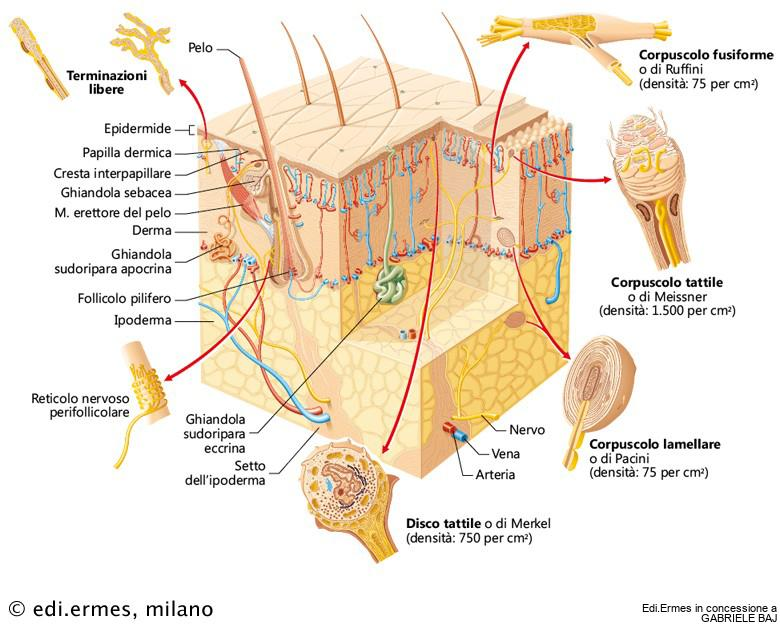 Terminazioni
libere
Pelo
Corpuscolo fusiforme
o di Ruffini
(densità: 75 per cm²)
Epidermide
Papilla dermica
Cresta interpapillare
Ghiandola sebacea
M. erettore del pelo
Derma
Ghiandola
sudoripara apocrina
Follicolo pilifero
Ipoderma
Corpuscolo tattile
o di Meissner
(densità: 1.500 per cm²)
Reticolo nervoso
perifollicolare
Ghiandola
sudoripara
eccrina
Setto
dell'ipoderma
Nervo
Vena
Arteria
Corpuscolo lamellare
o di Pacini
(densità: 75 per cm²)
Disco tattile o di Merkel
(densità: 750 per cm²)
© edi.ermes, milano
Edi.Ermes in concessione a
GABRIELE BAJ